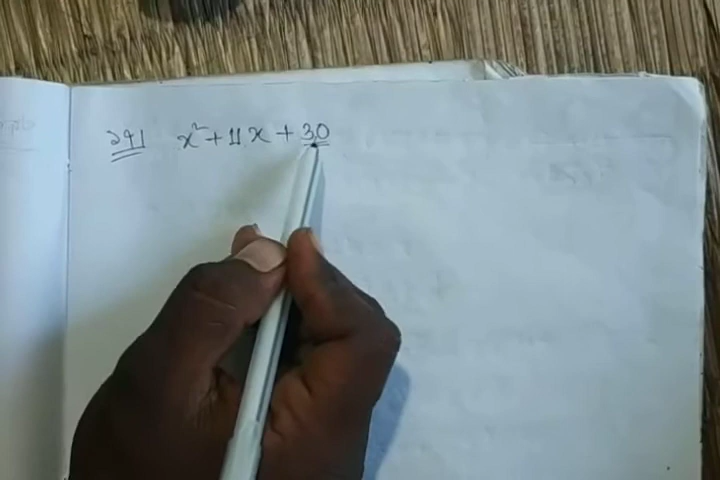 x² + 11x + 30